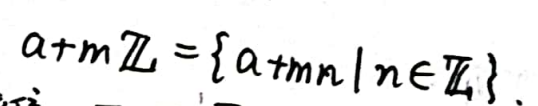 a+mℤ = {a+mn | n∈ℤ}.